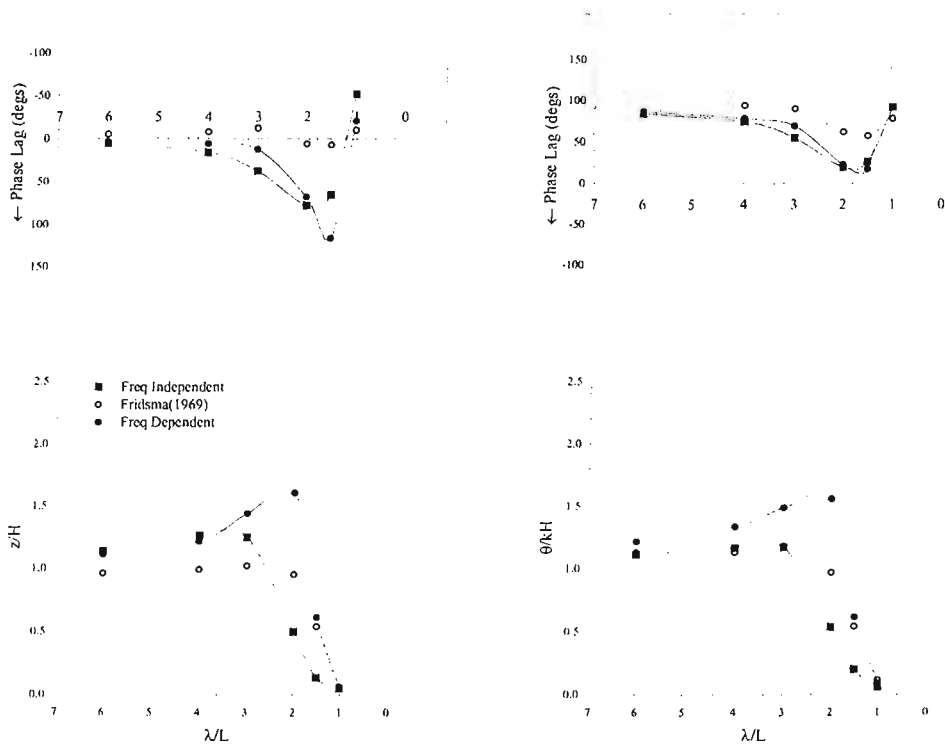 -100
-50
0
50
100
150
← Phase Lag (degs)
7 6 5 4 3 2 1 0
150
100
50
0
-50
-100
← Phase Lag (degs)
7 6 5 4 3 2 1 0
2.5
2.0
1.5
1.0
0.5
0.0
z/H
Freq Independent
Fridsma(1969)
Freq Dependent
7 6 5 4 3 2 1 0
λ/L
2.5
2.0
1.5
1.0
0.5
0.0
θ/kH
7 6 5 4 3 2 1 0
λ/L